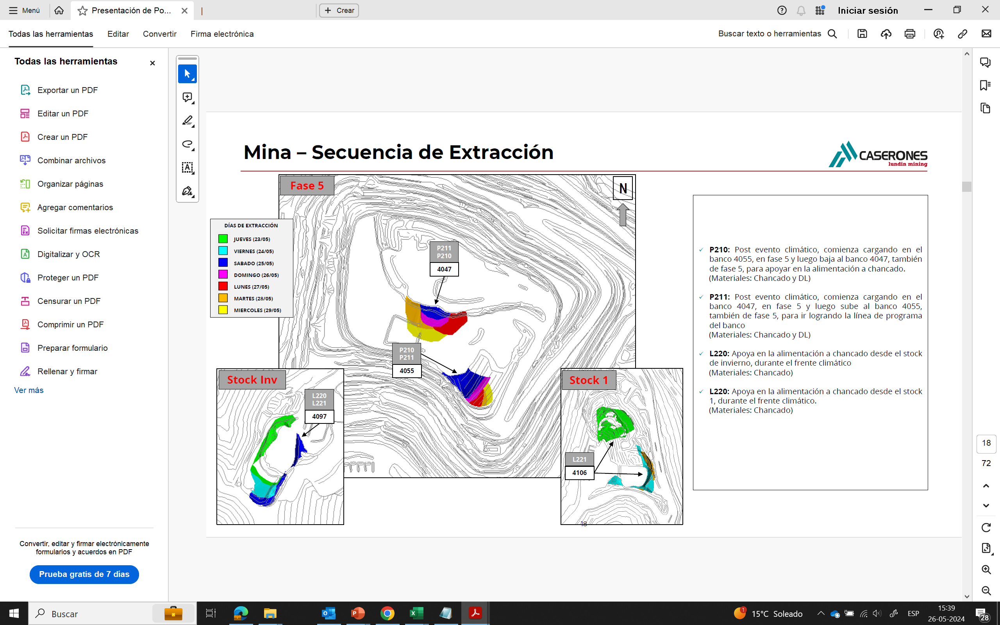 Menú
Presentación de Po...
Crear
Iniciar sesión
Todas las herramientas
Editar
Convertir
Firma electrónica
Buscar texto o herramientas
Todas las herramientas
Exportar un PDF
Editar un PDF
Crear un PDF
Combinar archivos
Organizar páginas
Agregar comentarios
Solicitar firmas electrónicas
Digitalizar y OCR
Proteger un PDF
Censurar un PDF
Comprimir un PDF
Preparar formulario
Rellenar y firmar
Ver más
Convertir, editar y firmar electrónicamente
formularios y acuerdos en PDF
Prueba gratis de 7 días
Mina – Secuencia de Extracción
CASERONES
lundin mining
Fase 5
N
DÍAS DE EXTRACCIÓN
JUEVES (23/05)
VIERNES (24/05)
SABADO (25/05)
DOMINGO (26/05)
LUNES (27/05)
MARTES (28/05)
MIERCOLES (29/05)
P211
P210
4047
P210
P211
4055
Stock Inv
L220
L221
4097
Stock 1
L221
4106
18
P210: Post evento climático, comienza cargando en el
banco 4055, en fase 5 y luego baja al banco 4047, también
de fase 5, para apoyar en la alimentación a chancado.
(Materiales: Chancado y DL)
P211: Post evento climático, comienza cargando en el
banco 4047, en fase 5 y luego sube al banco 4055,
también de fase 5, para ir logrando la línea de programa
del banco
(Materiales: Chancado y DL)
L220: Apoya en la alimentación a chancado desde el stock
de invierno, durante el frente climático
(Materiales: Chancado)
L220: Apoya en la alimentación a chancado desde el stock
1, durante el frente climático.
(Materiales: Chancado)
18
72
Buscar
1
15°C Soleado
ESP
15:39
26-05-2024
28